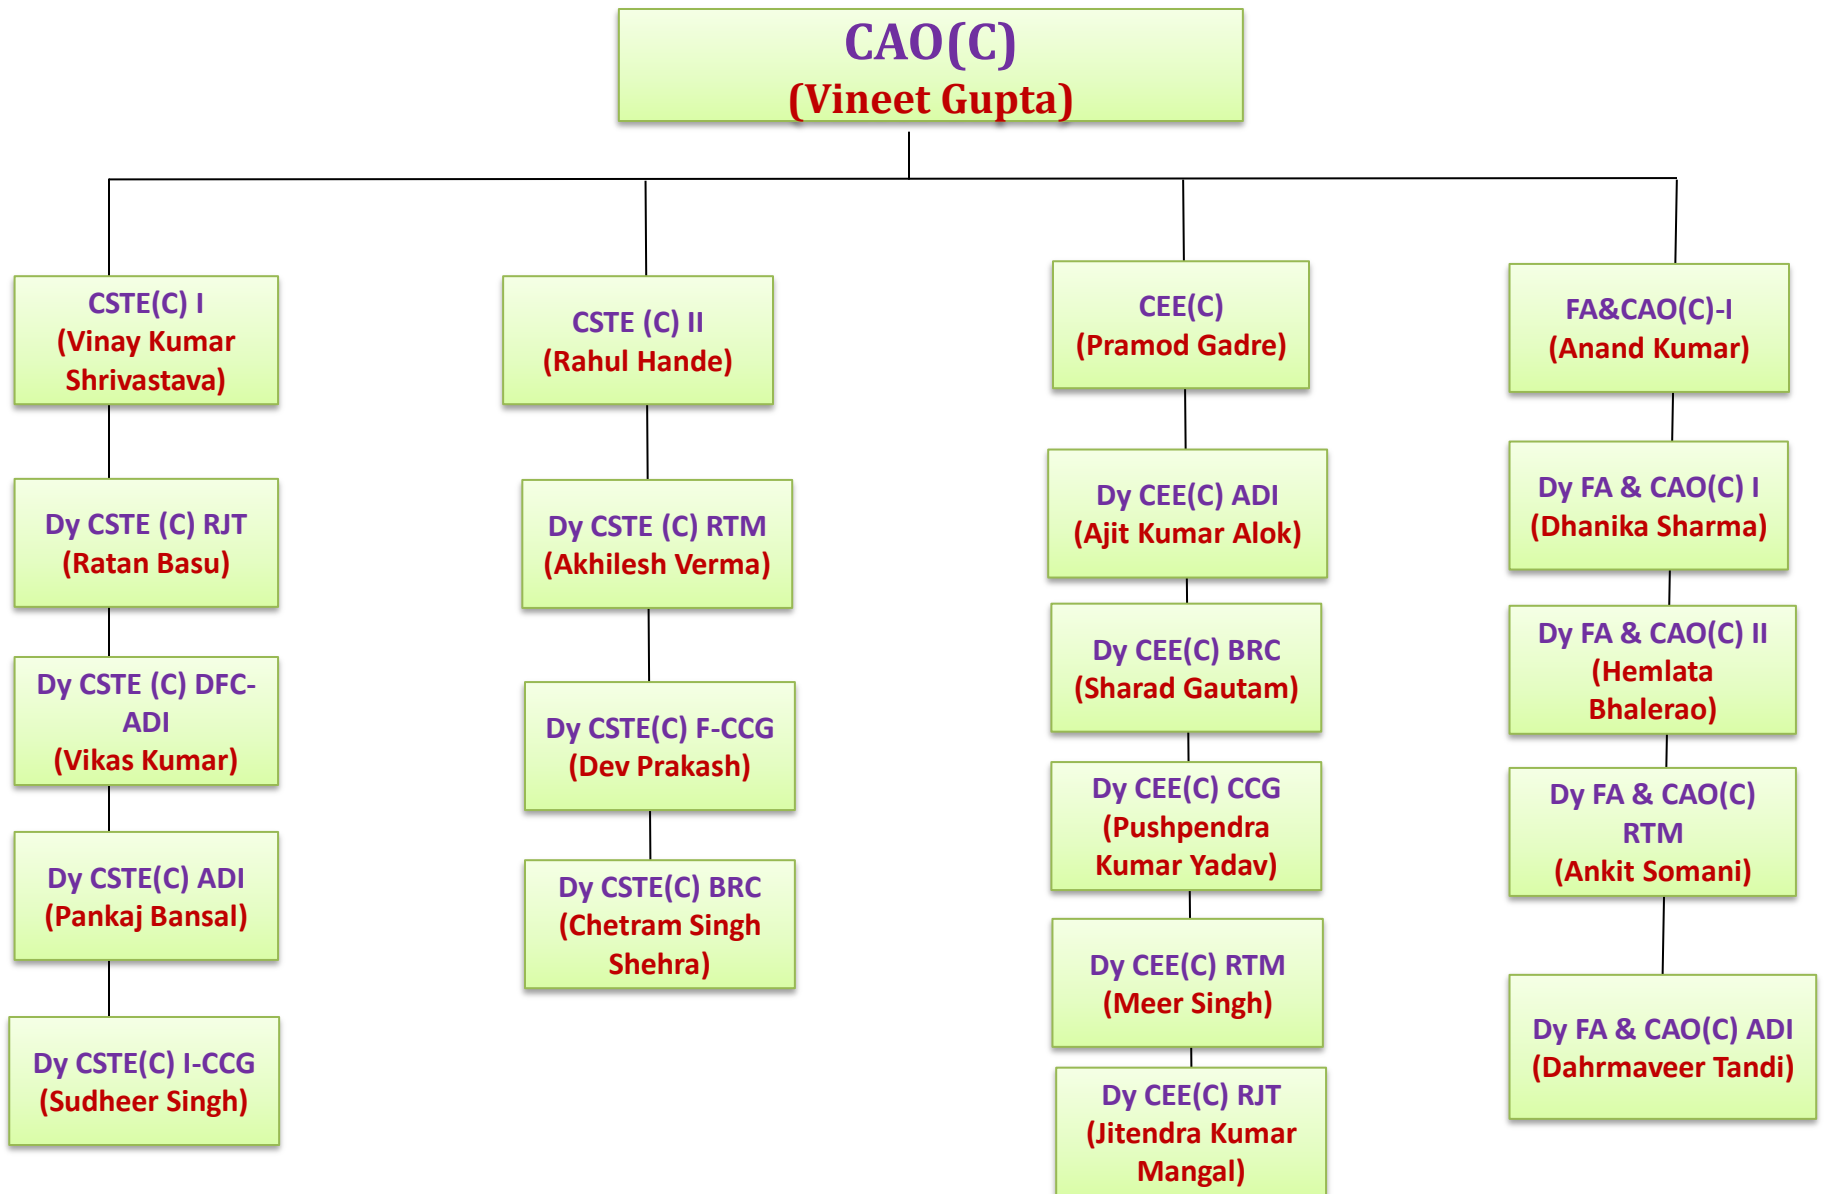 CAO(C)
(Vineet Gupta)
CSTE(C) I
(Vinay Kumar
Shrivastava)
Dy CSTE (C) RJT
(Ratan Basu)
Dy CSTE (C) DFC-
ADI
(Vikas Kumar)
Dy CSTE(C) ADI
(Pankaj Bansal)
Dy CSTE(C) I-CCG
(Sudheer Singh)
CSTE (C) II
(Rahul Hande)
Dy CSTE (C) RTM
(Akhilesh Verma)
Dy CSTE(C) F-CCG
(Dev Prakash)
Dy CSTE(C) BRC
(Chetram Singh
Shehra)
CEE(C)
(Pramod Gadre)
Dy CEE(C) ADI
(Ajit Kumar Alok)
Dy CEE(C) BRC
(Sharad Gautam)
Dy CEE(C) CCG
(Pushpendra
Kumar Yadav)
Dy CEE(C) RTM
(Meer Singh)
Dy CEE(C) RJT
(Jitendra Kumar
Mangal)
FA&CAO(C)-I
(Anand Kumar)
Dy FA & CAO(C) I
(Dhanika Sharma)
Dy FA & CAO(C) II
(Hemlata
Bhalerao)
Dy FA & CAO(C)
RTM
(Ankit Somani)
Dy FA & CAO(C) ADI
(Dahrmaveer Tandi)